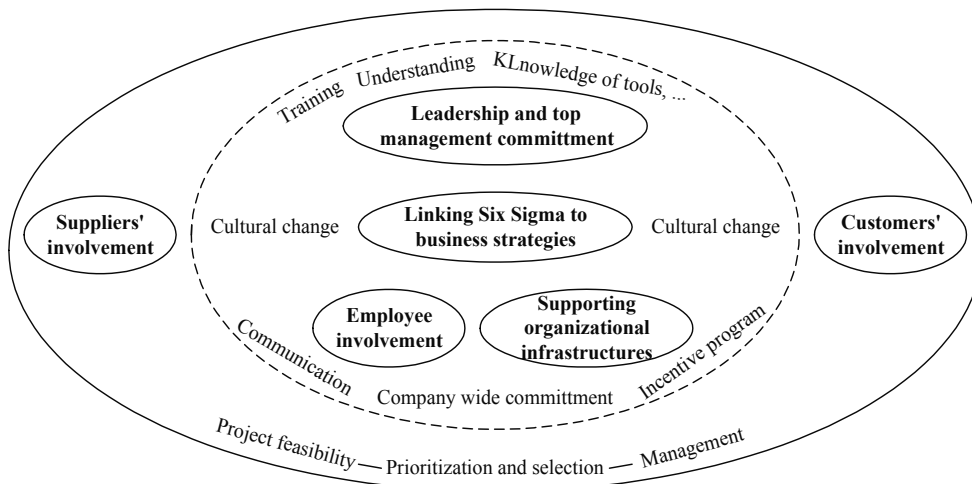 Training Understanding KLnowledge of tools, ...
Leadership and top
management committment
Suppliers'
involvement
Cultural change
Linking Six Sigma to
business strategies
Cultural change
Customers'
involvement
Employee
involvement
Supporting
organizational
infrastructures
Communication
Company wide committment
Incentive program
Project feasibility
Prioritization and selection
Management